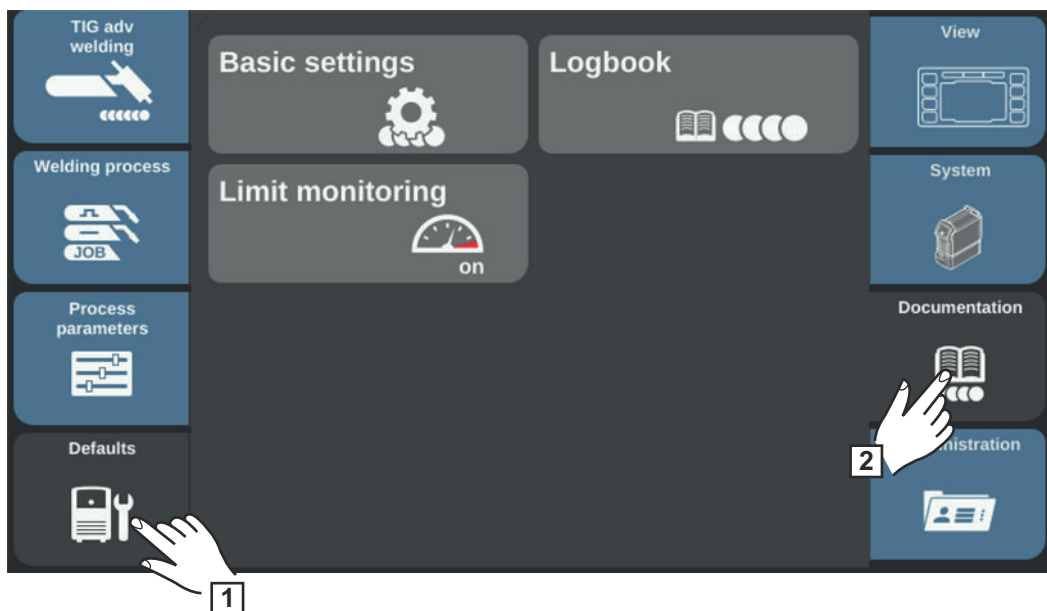 TIG adv
welding
Welding process
JOB
Process
parameters
Defaults
Basic settings
Logbook
Limit monitoring
on
View
System
Documentation
nistration
1
2